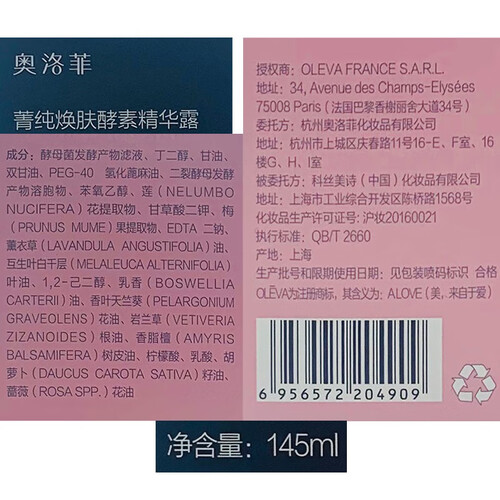 奥洛菲
菁纯焕肤酵素精华露
成分：酵母菌发酵产物滤液、丁二醇、甘油、
双甘油、PEG-40　氢化蓖麻油、二裂酵母发酵
产物溶胞物、苯氧乙醇、莲（NELUMBO
NUCIFERA）花提取物、甘草酸二钾、梅
（PRUNUS MUME）果提取物、EDTA 二钠、
薰衣草（LAVANDULA ANGUSTIFOLIA）油、
互生叶白千层（MELALEUCA ALTERNIFOLIA）
叶油、1,2-己二醇、乳香（BOSWELLIA
CARTERII）油、香叶天竺葵（PELARGONIUM
GRAVEOLENS）花油、岩兰草（VETIVERIA
ZIZANOIDES）根油、香脂檀（AMYRIS
BALSAMIFERA）树皮油、柠檬酸、乳酸、胡
萝卜（DAUCUS CAROTA SATIVA）籽油、
蔷薇（ROSA SPP.）花油
授权商：OLEVA FRANCE S.A.R.L.
地址：34, Avenue des Champs-Elysées
75008 Paris（法国巴黎香榭丽舍大道34号）
委托方：杭州奥洛菲化妆品有限公司
地址：杭州市上城区庆春路11号16-E、F室、16
楼G、H、I室
被委托方：科丝美诗（中国）化妆品有限公司
地址：上海市工业综合开发区陈桥路1568号
化妆品生产许可证号：沪妆20160021
执行标准：QB/T 2660
产地：上海
生产批号和限期使用日期：见包装喷码标识 合格
OLĒVA为注册商标，其含义为：A LOVE（美，来自于爱）
6 956572 204909
净含量：145ml